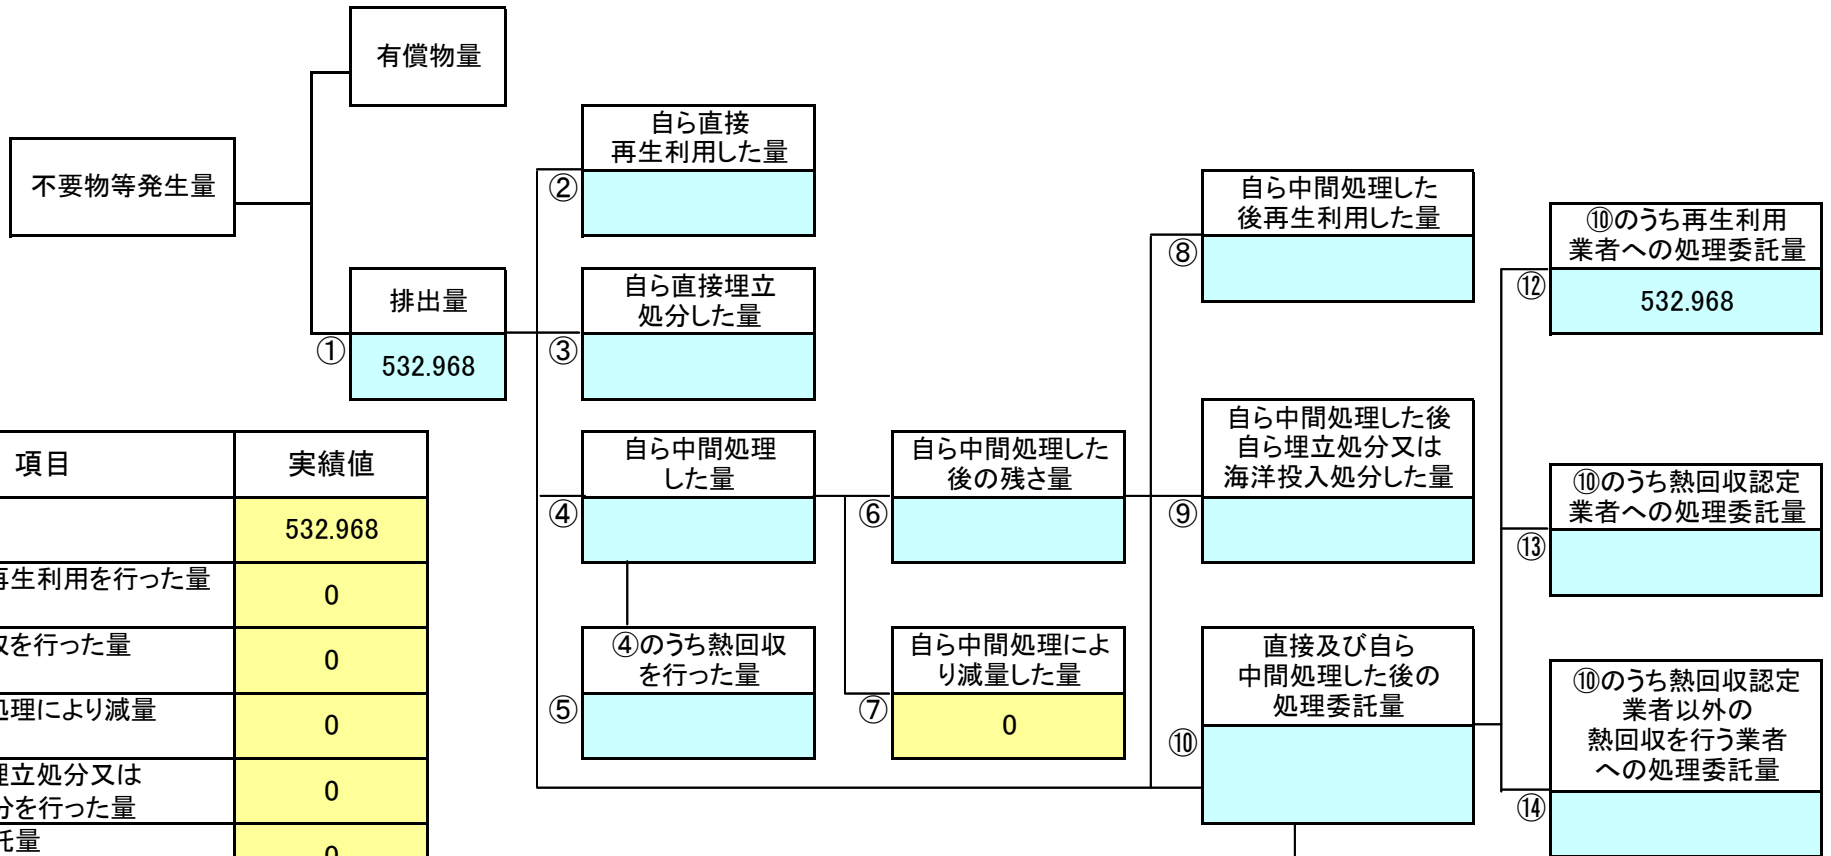 有償物量
不要物等発生量
排出量
①
532.968
自ら直接
再生利用した量
②
自ら直接埋立
処分した量
③
自ら中間処理
した量
④
④のうち熱回収
を行った量
⑤
自ら中間処理した
後の残さ量
⑥
自ら中間処理によ
り減量した量
⑦
0
自ら中間処理した
後再生利用した量
⑧
自ら中間処理した後
自ら埋立処分又は
海洋投入処分した量
⑨
直接及び自ら
中間処理した後の
処理委託量
⑩
⑩のうち再生利用
業者への処理委託量
⑫
532.968
⑩のうち熱回収認定
業者への処理委託量
⑬
⑩のうち熱回収認定
業者以外の
熱回収を行う業者
への処理委託量
⑭
項目
実績値
532.968
再生利用を行った量
0
収を行った量
0
処理により減量
0
埋立処分又は
分を行った量
0
託量
0